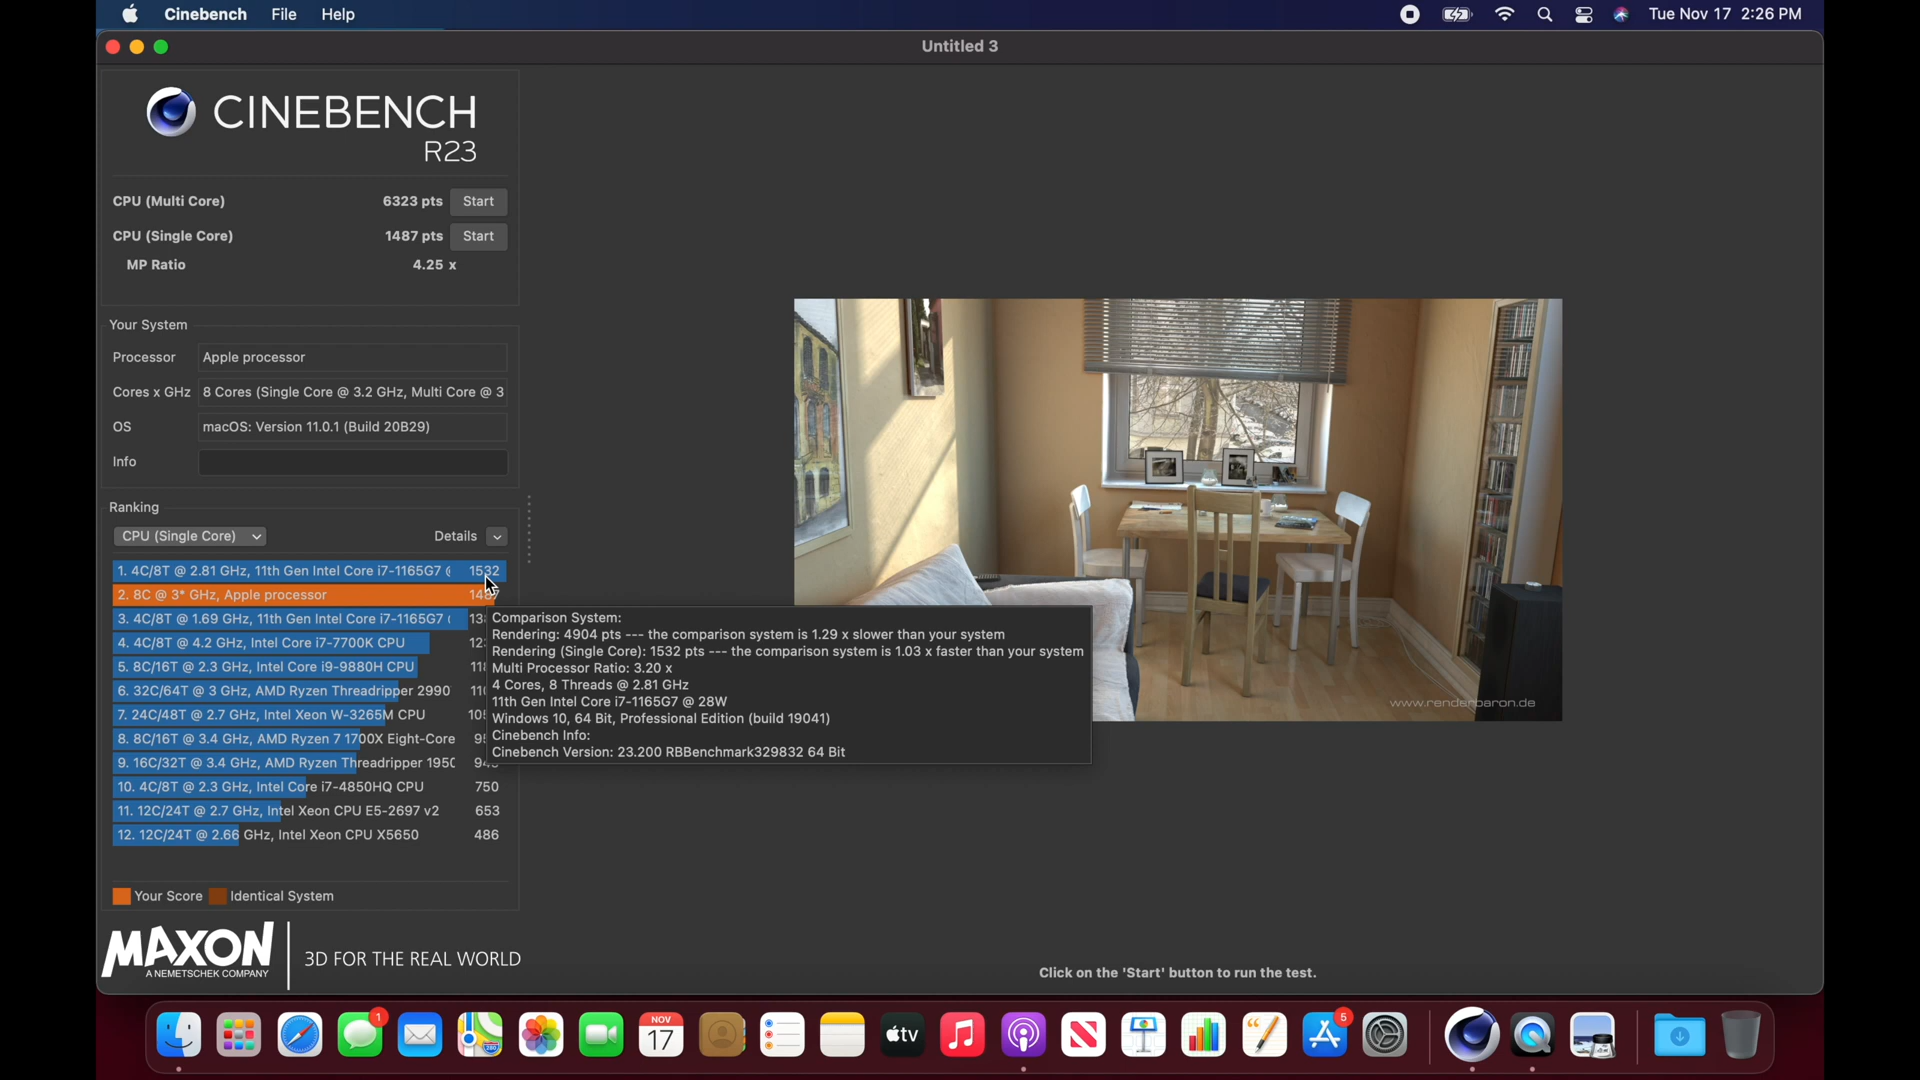 Cinebench File Help Tue Nov 17 2:26 PM
Untitled 3
CINEBENCH
R23
CPU (Multi Core) 6323 pts Start
CPU (Single Core) 1487 pts Start
MP Ratio 4.25 x
Your System
Processor Apple processor
Cores x GHz 8 Cores (Single Core @ 3.2 GHz, Multi Core @ 3
OS macOS: Version 11.0.1 (Build 20B29)
Info
Ranking
CPU (Single Core) Details
1. 4C/8T @ 2.81 GHz, 11th Gen Intel Core i7-1165G7 1532
2. 8C @ 3* GHz, Apple processor
3. 4C/8T @ 1.69 GHz, 11th Gen Intel Core i7-1165G7
4. 4C/8T @ 4.2 GHz, Intel Core i7-7700K CPU
5. 8C/16T @ 2.3 GHz, Intel Core i9-9880H CPU
6. 32C/64T @ 3 GHz, AMD Ryzen Threadripper 2990
7. 24C/48T @ 2.7 GHz, Intel Xeon W-3265M CPU
8. 8C/16T @ 3.4 GHz, AMD Ryzen 7 1700X Eight-Core
9. 16C/32T @ 3.4 GHz, AMD Ryzen Threadripper 195
10. 4C/8T @ 2.3 GHz, Intel Core i7-4850HQ CPU 750
11. 12C/24T @ 2.7 GHz, Intel Xeon CPU E5-2697 v2 653
12. 12C/24T @ 2.66 GHz, Intel Xeon CPU X5650 486
Comparison System:
Rendering: 4904 pts --- the comparison system is 1.29 x slower than your system
Rendering (Single Core): 1532 pts --- the comparison system is 1.03 x faster than your system
Multi Processor Ratio: 3.20 x
4 Cores, 8 Threads @ 2.81 GHz
11th Gen Intel Core i7-1165G7 @ 28W
Windows 10, 64 Bit, Professional Edition (build 19041)
Cinebench Info:
Cinebench Version: 23.200 RBBenchmark329832 64 Bit
www.renderbaron.de
Your Score Identical System
MAXON
A NEMETSCHEK COMPANY
3D FOR THE REAL WORLD
Click on the 'Start' button to run the test.
1
NOV
17
tv
5